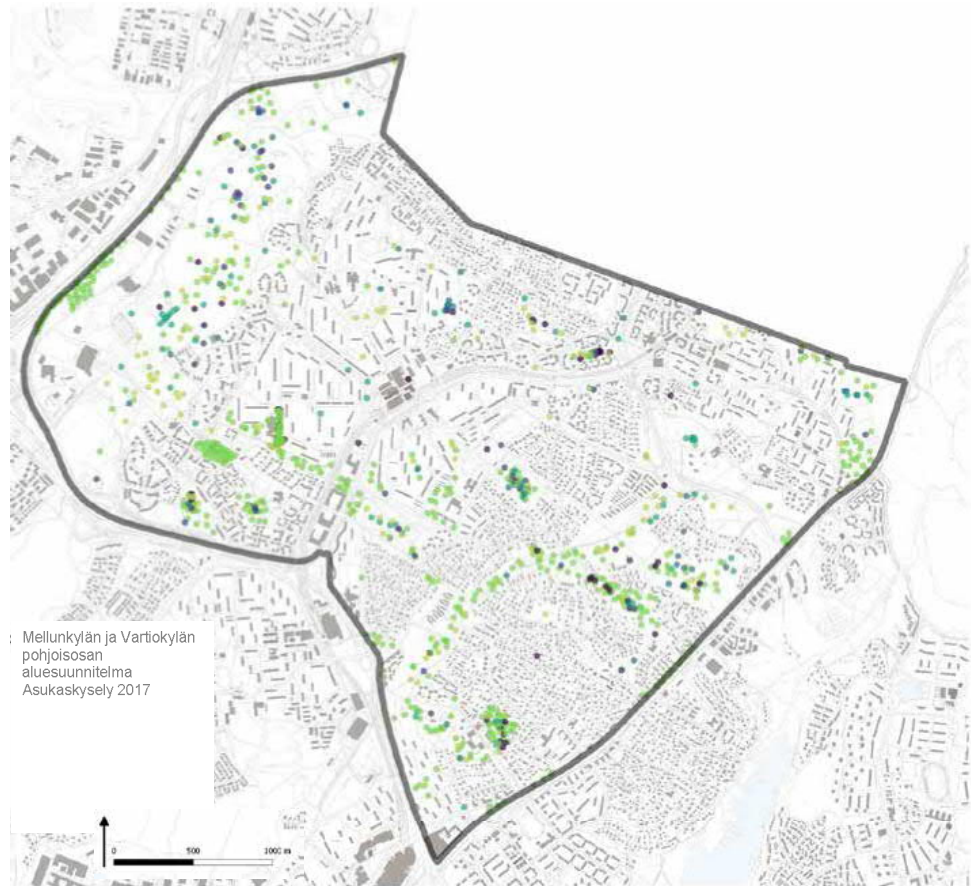 : Mellunkylän ja Vartiokylän
pohjoisosan
aluesuunnitelma
Asukaskysely 2017
0 500 1000 m